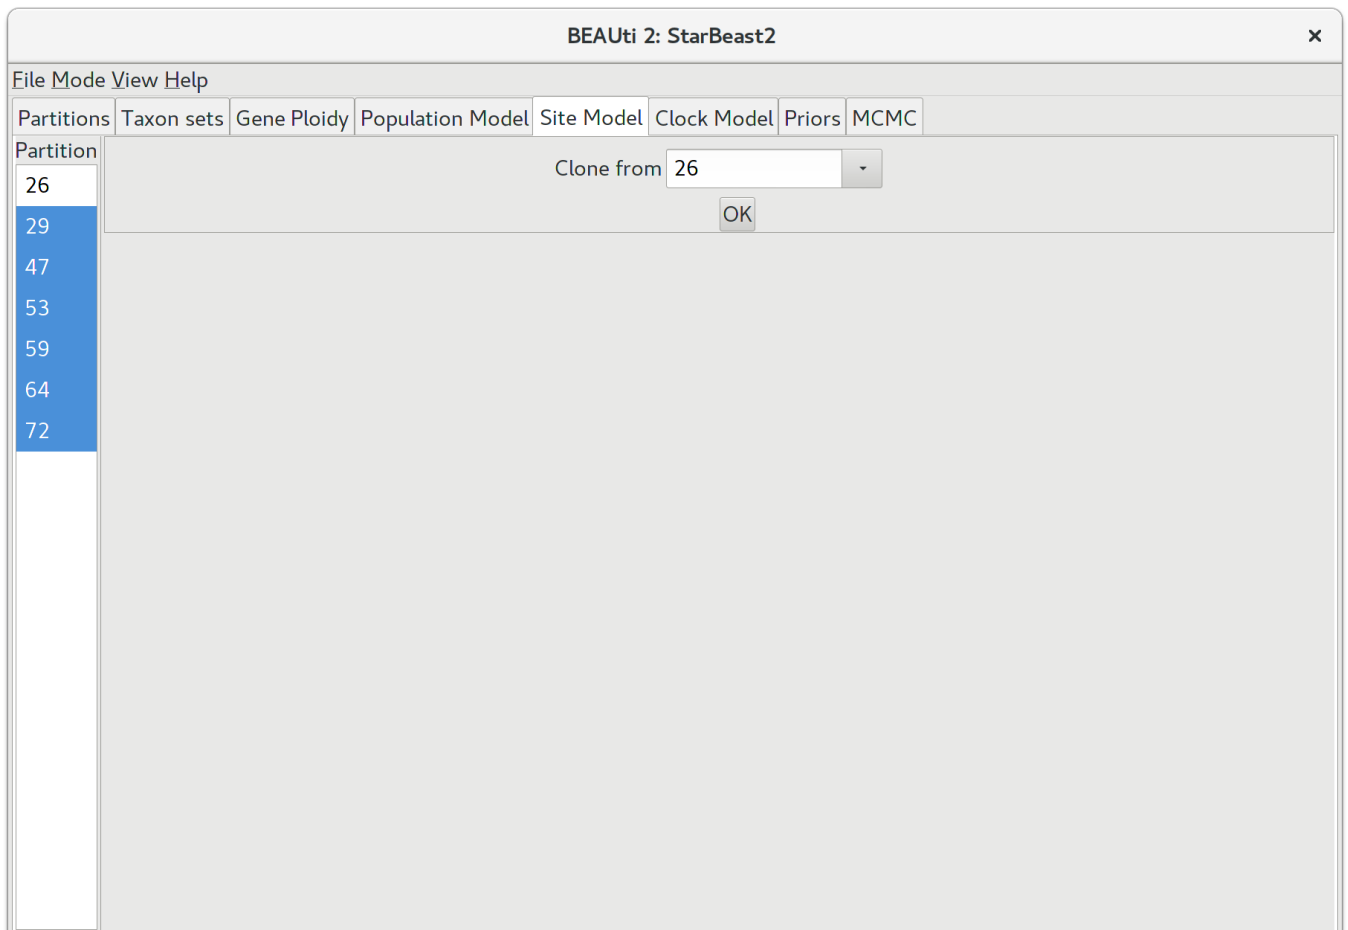 BEAUti 2: StarBeast2
File Mode View Help
Partitions Taxon sets Gene Ploidy Population Model Site Model Clock Model Priors MCMC
Partition
Clone from 26
26
OK
29
47
53
59
64
72